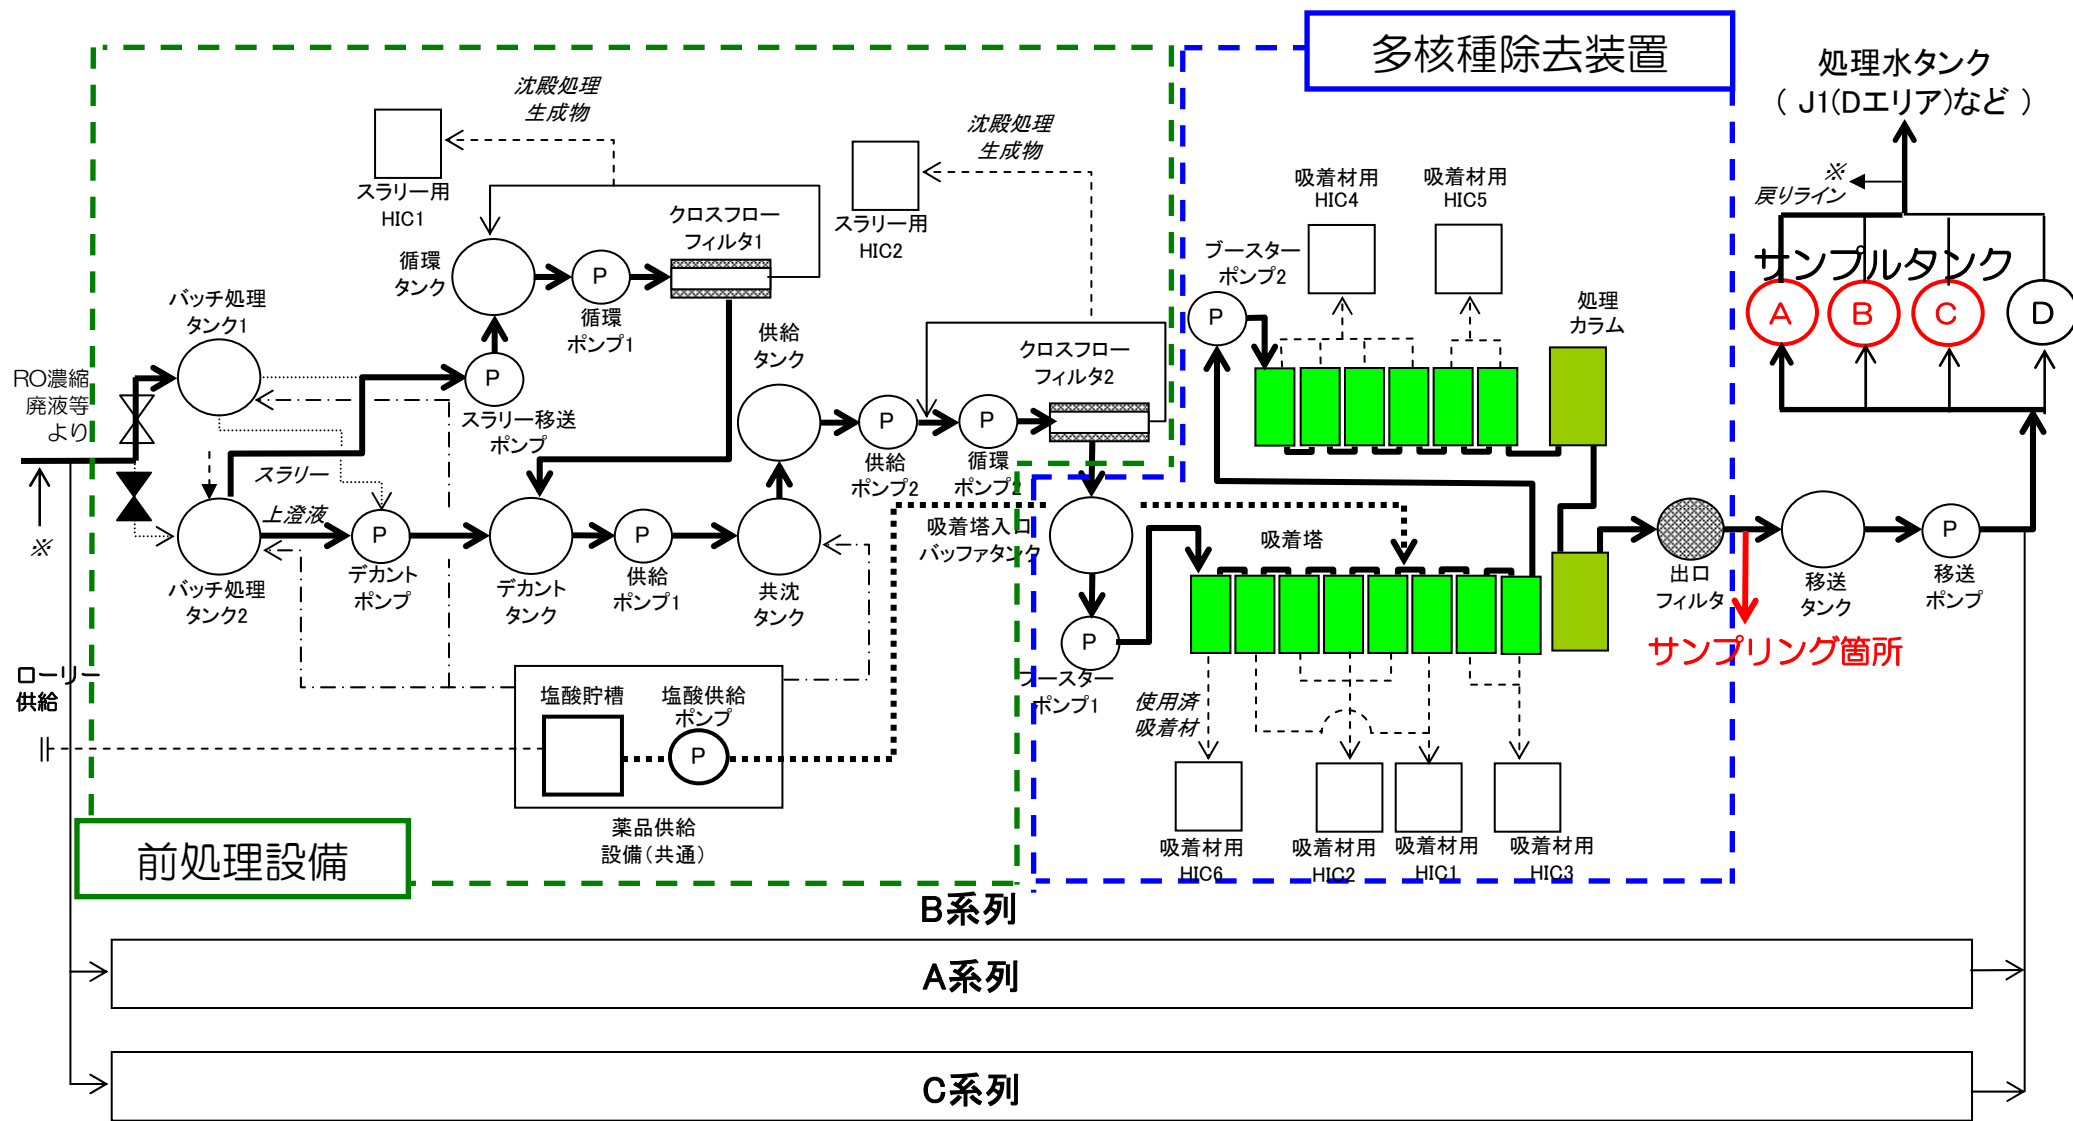 多核種除去装置
処理水タンク
( J1(Dエリア)など )
※
戻りライン
サンプルタンク
A
B
C
D
沈殿処理
生成物
スラリー用
HIC1
沈殿処理
生成物
スラリー用
HIC2
クロスフロー
フィルタ1
循環
タンク
P
循環
ポンプ1
バッチ処理
タンク1
RO濃縮
廃液等
より
※
P
スラリー移送
ポンプ
スラリー
上澄液
バッチ処理
タンク2
P
デカント
ポンプ
デカント
タンク
P
供給
ポンプ1
共沈
タンク
供給
タンク
P
供給
ポンプ2
P
循環
ポンプ2
クロスフロー
フィルタ2
吸着塔入口
バッファタンク
P
ブースター
ポンプ1
吸着材用
HIC4
吸着材用
HIC5
ブースター
ポンプ2
P
処理
カラム
吸着塔
出口
フィルタ
サンプリング箇所
移送
タンク
P
移送
ポンプ
使用済
吸着材
吸着材用
HIC6
吸着材用
HIC2
吸着材用
HIC1
吸着材用
HIC3
ローリー
供給
塩酸貯槽
塩酸供給
ポンプ
P
薬品供給
設備(共通)
前処理設備
B系列
A系列
C系列